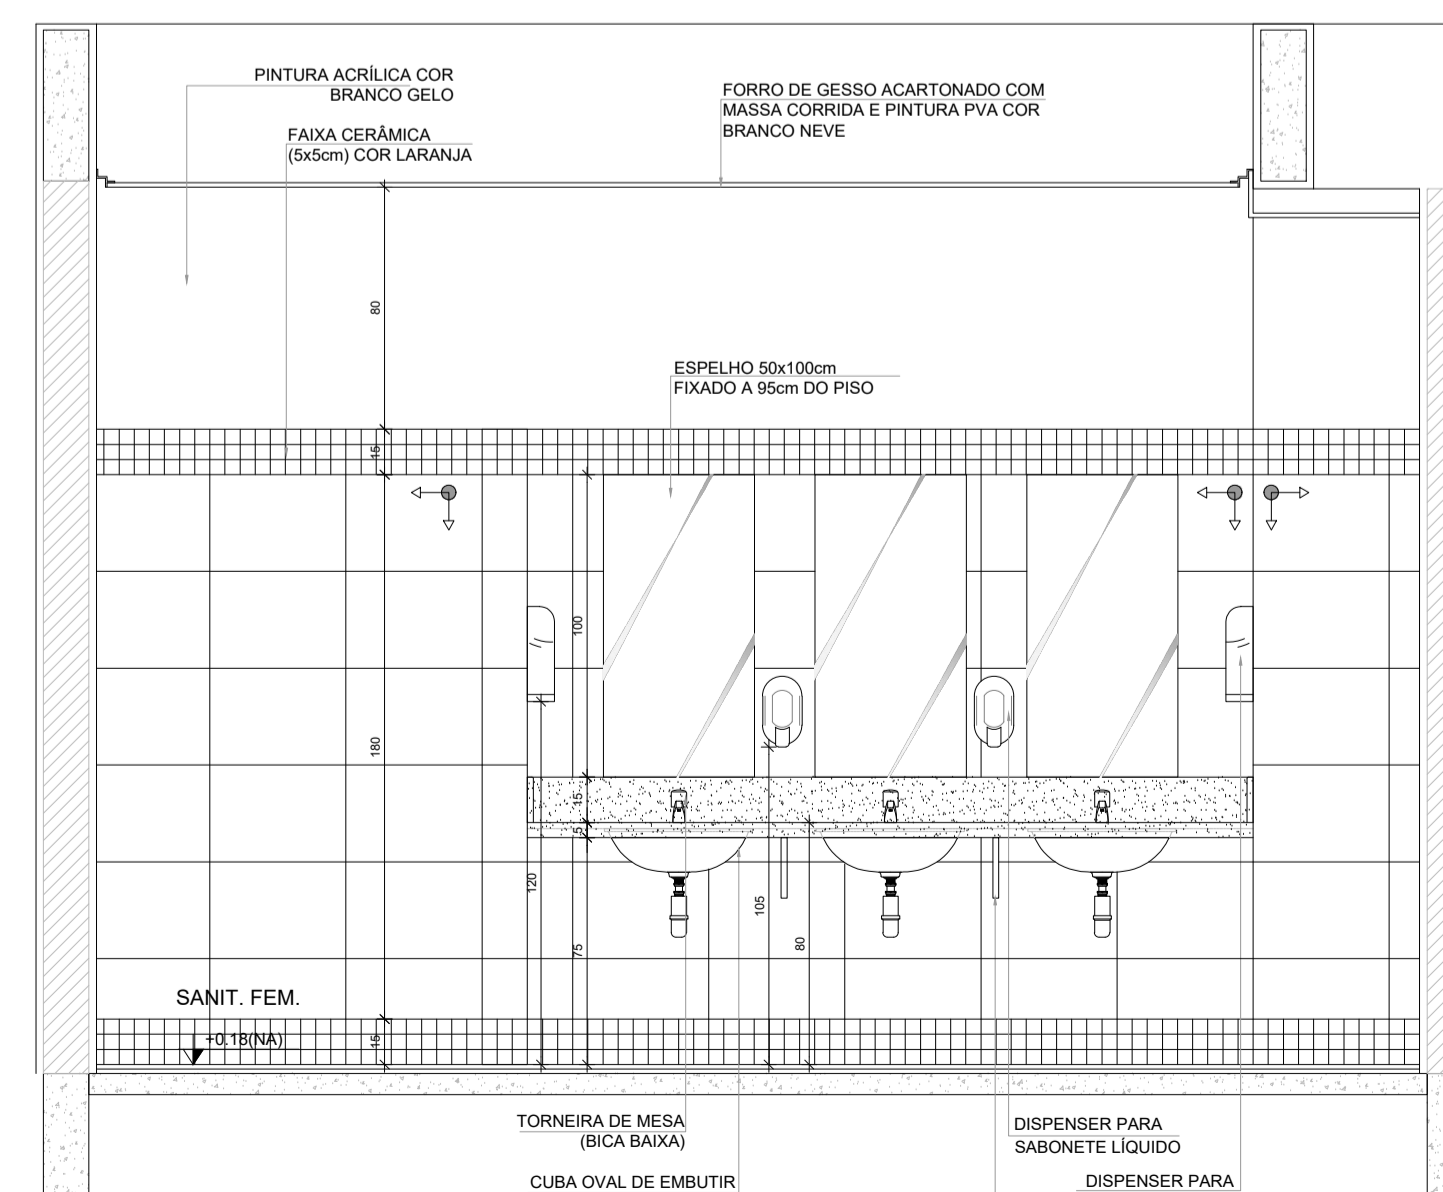 PINTURA ACRÍLICA COR
BRANCO GELO
FAIXA CERÂMICA
(5x5cm) COR LARANJA
FORRO DE GESSO ACARTONADO COM
MASSA CORRIDA E PINTURA PVA COR
BRANCO NEVE
80
ESPELHO 50x100cm
FIXADO A 95cm DO PISO
15
100
180
15
5
120
105
75
80
SANIT. FEM.
+0.18(NA)
15
TORNEIRA DE MESA
(BICA BAIXA)
DISPENSER PARA
SABONETE LÍQUIDO
CUBA OVAL DE EMBUTIR
DISPENSER PARA